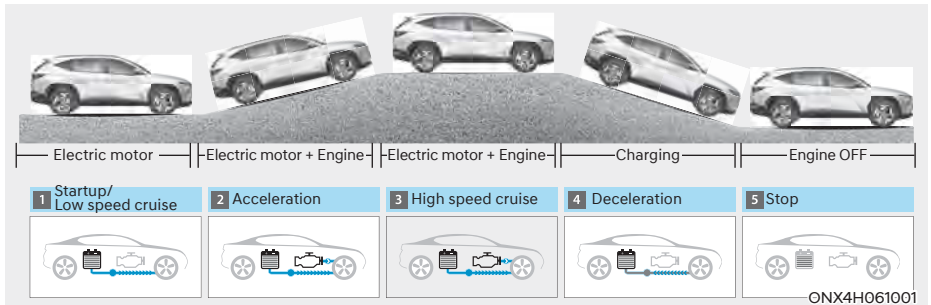 Electric motor
Electric motor + Engine
Electric motor + Engine
Charging
Engine OFF
1 Startup/
Low speed cruise
2 Acceleration
3 High speed cruise
4 Deceleration
5 Stop
ONX4H061001